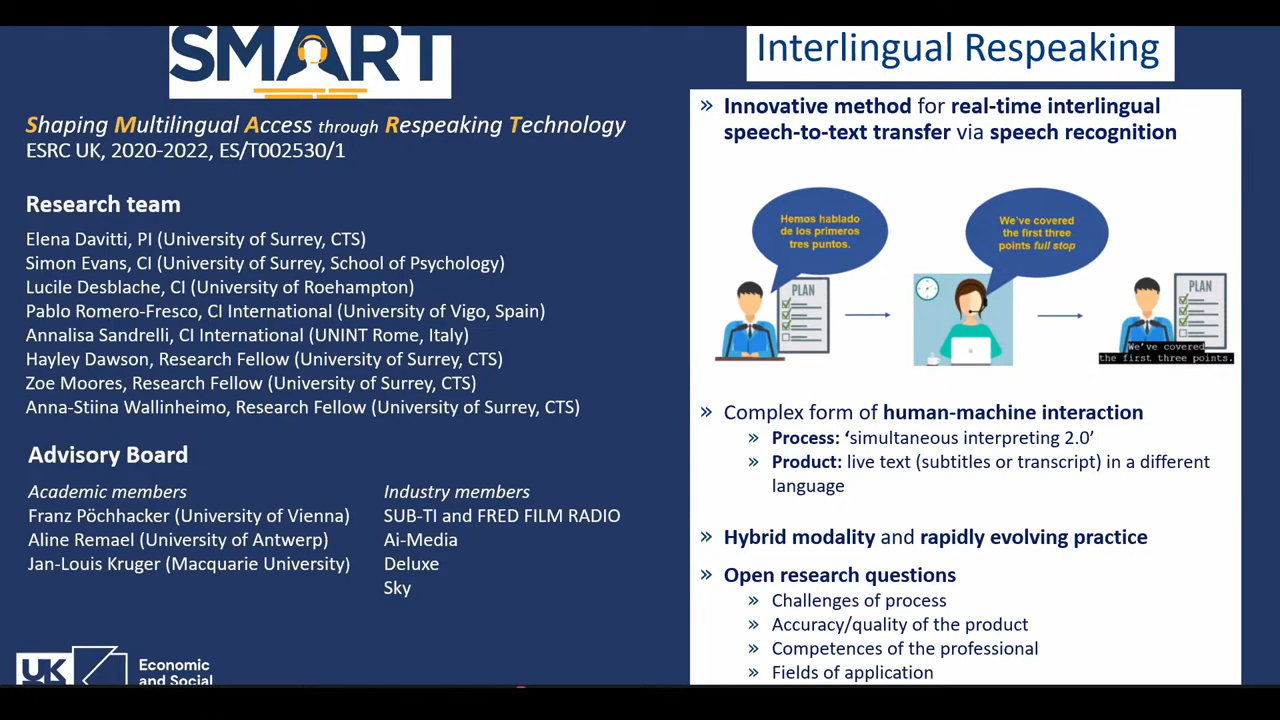 SMART
Shaping Multilingual Access through Respeaking Technology
ESRC UK, 2020-2022, ES/T002530/1
Research team
Elena Davitti, PI (University of Surrey, CTS)
Simon Evans, CI (University of Surrey, School of Psychology)
Lucile Desblache, CI (University of Roehampton)
Pablo Romero-Fresco, CI International (University of Vigo, Spain)
Annalisa Sandrelli, CI International (UNINT Rome, Italy)
Hayley Dawson, Research Fellow (University of Surrey, CTS)
Zoe Moores, Research Fellow (University of Surrey, CTS)
Anna-Stiina Wallinheimo, Research Fellow (University of Surrey, CTS)
Advisory Board
Academic members
Franz Pöchhacker (University of Vienna)
Aline Remael (University of Antwerp)
Jan-Louis Kruger (Macquarie University)
Industry members
SUB-TI and FRED FILM RADIO
Ai-Media
Deluxe
Sky
UK
Economic
and Social
Interlingual Respeaking
» Innovative method for real-time interlingual
speech-to-text transfer via speech recognition
Hemos hablado
de los primeros
tres puntos.
PLAN
We've covered
the first three
points full stop
PLAN
We've covered
the first three points.
» Complex form of human-machine interaction
» Process: ‘simultaneous interpreting 2.0’
» Product: live text (subtitles or transcript) in a different
language
» Hybrid modality and rapidly evolving practice
» Open research questions
» Challenges of process
» Accuracy/quality of the product
» Competences of the professional
» Fields of application